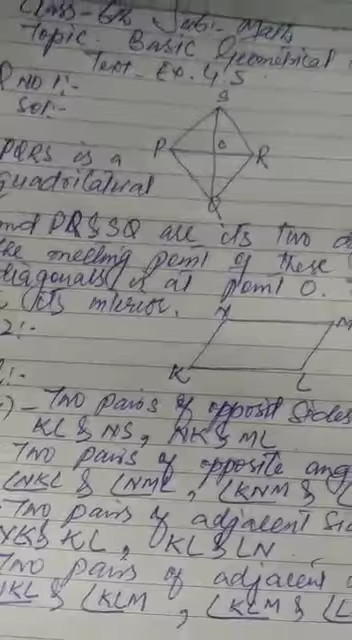 Class - 6th Sub:- Math
Topic. Basic Geometrical
Text - Ex. 4.5
Q NO 1:-
Sol:-
S
P
O
R
Q
PQRS is a
quadrilateral
and PR & SQ are its two
the meeting point of these
diagonals is at point O.
its interior.
2:-
N
M
K
L
- Two pairs of opposit Sides
KL & NS, NK & ML
Two pairs of opposite ang
∠NKL & ∠NML, ∠KNM & ∠
Two pairs of adjacent Sid
KL, KL & LN
Two pairs of adjacent
NKL & ∠KLM, ∠KLM & ∠L